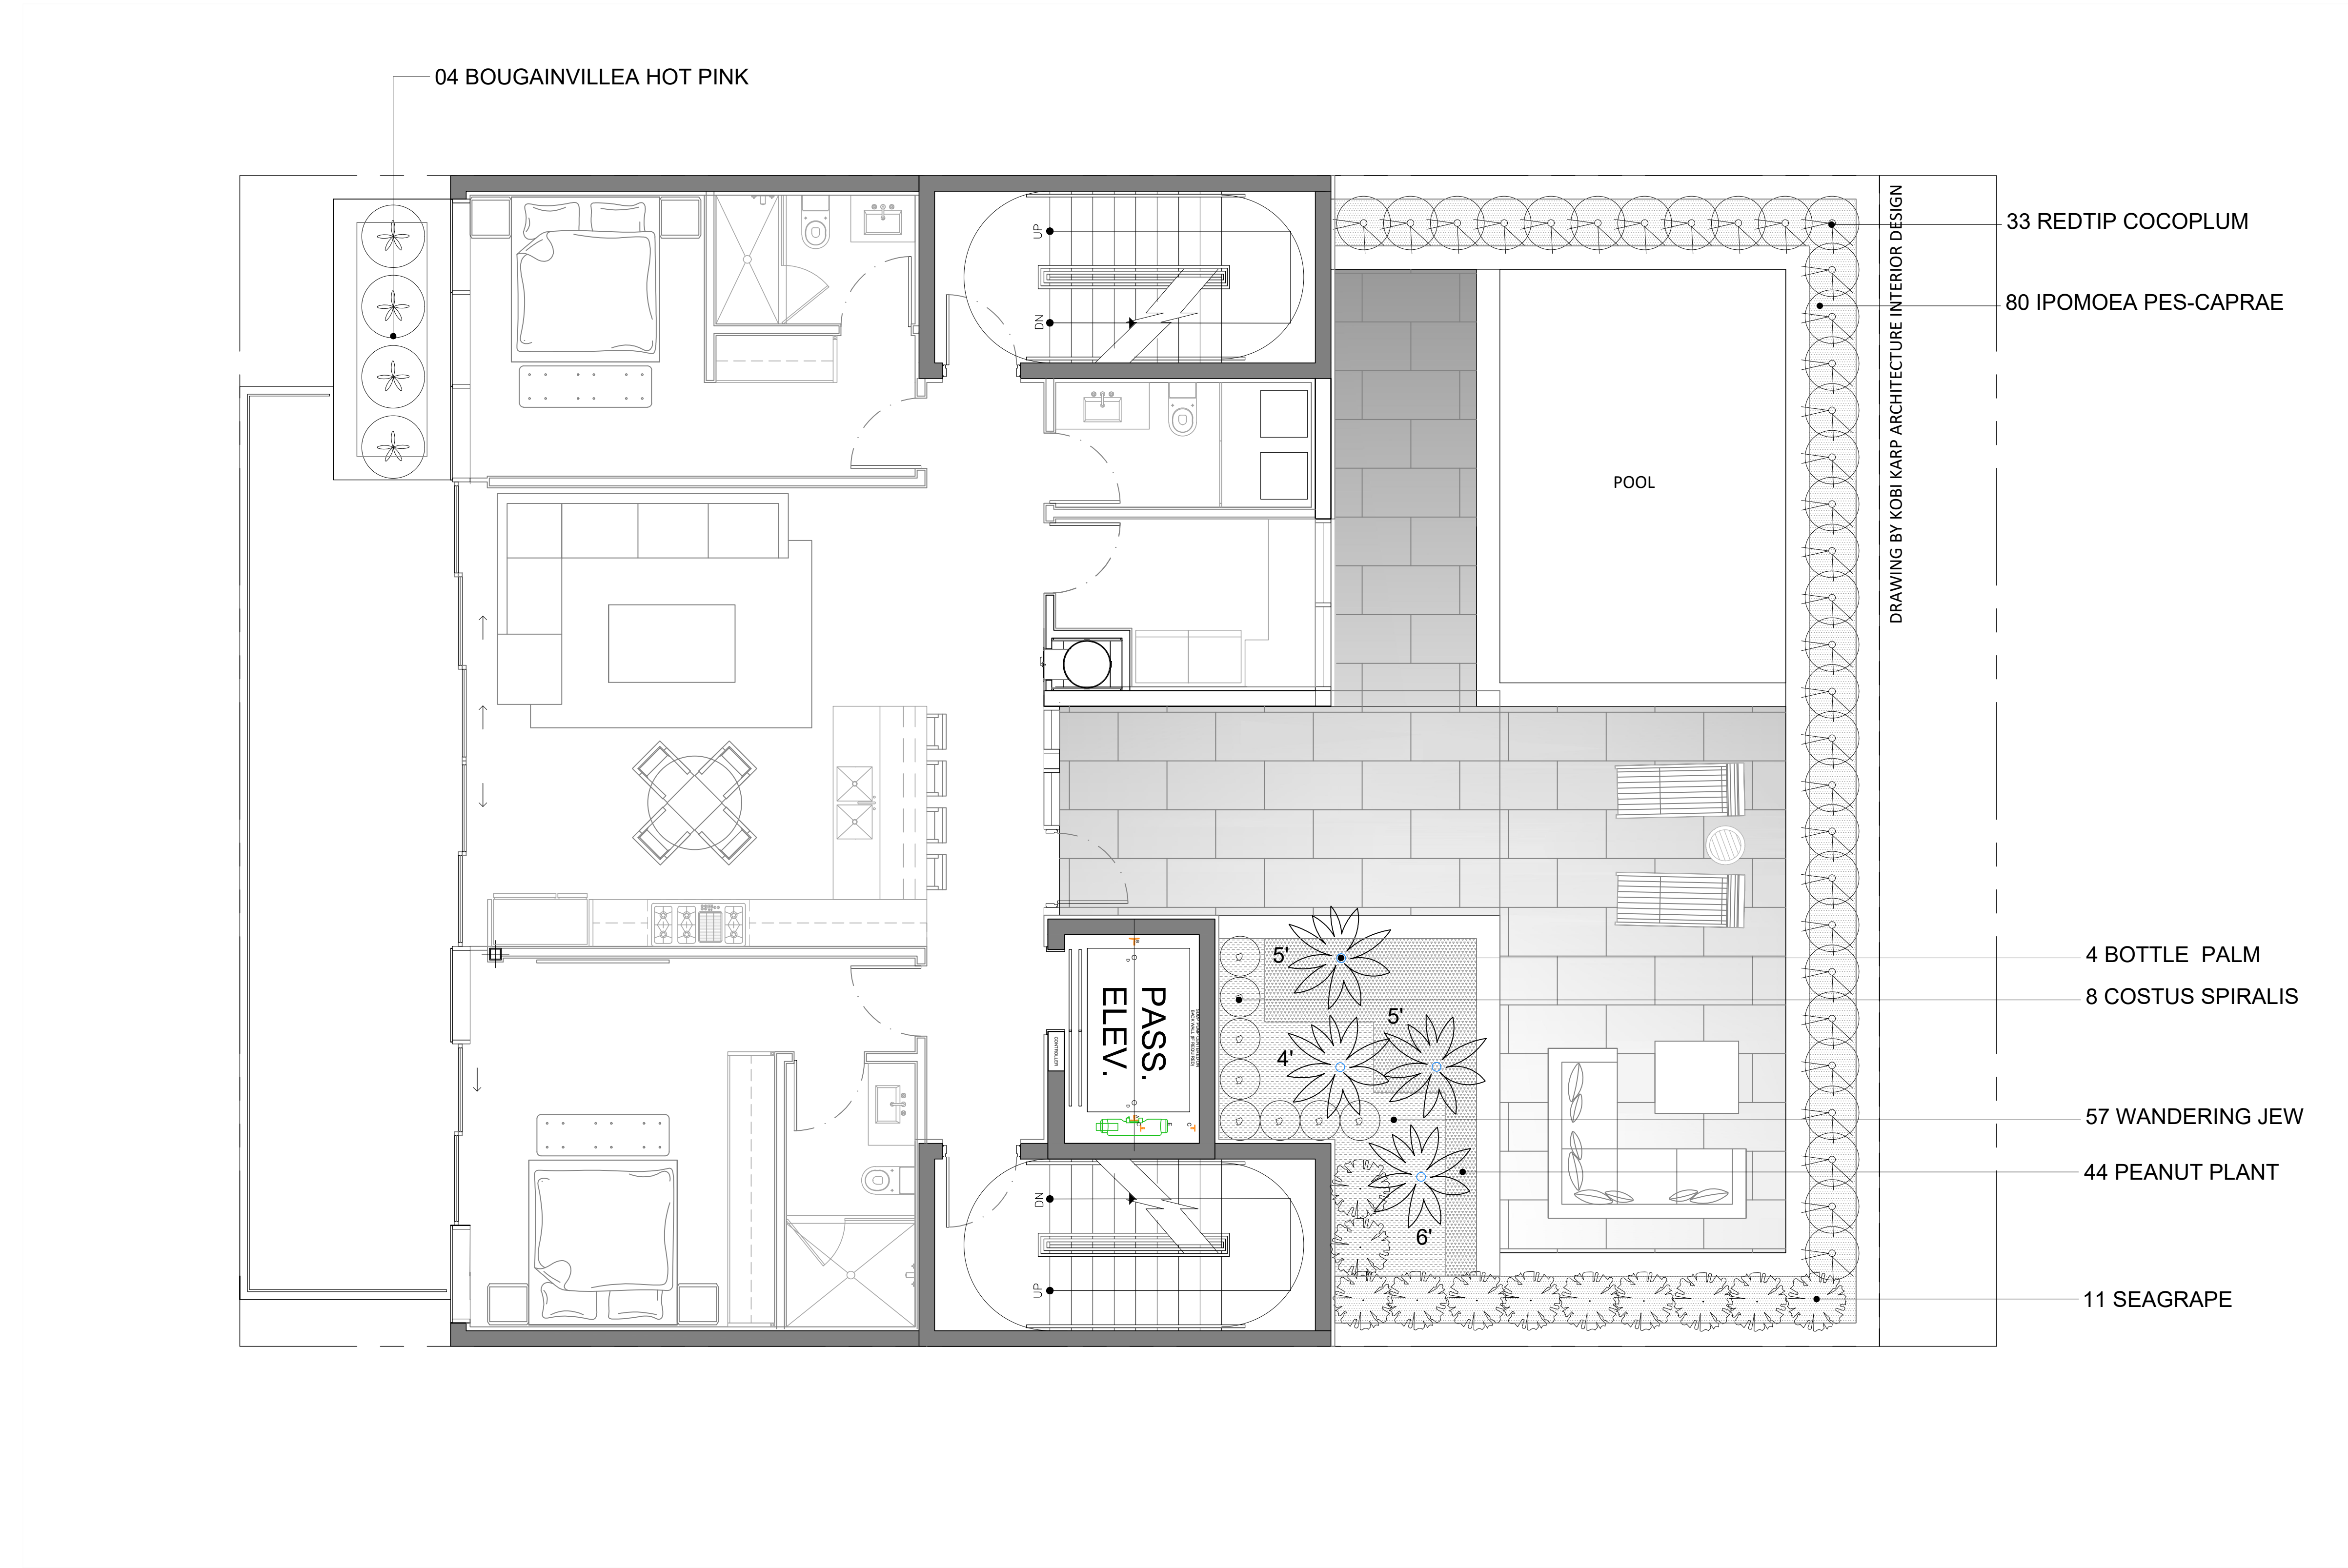 04 BOUGAINVILLEA HOT PINK
33 REDTIP COCOPLUM
80 IPOMOEA PES-CAPRAE
DRAWING BY KOBI KARP ARCHITECTURE INTERIOR DESIGN
UP
DN
POOL
4 BOTTLE  PALM
8 COSTUS SPIRALIS
57 WANDERING JEW
44 PEANUT PLANT
11 SEAGRAPE
5'
5'
4'
6'
PASS.
ELEV.
CONTROLLER
DN
UP